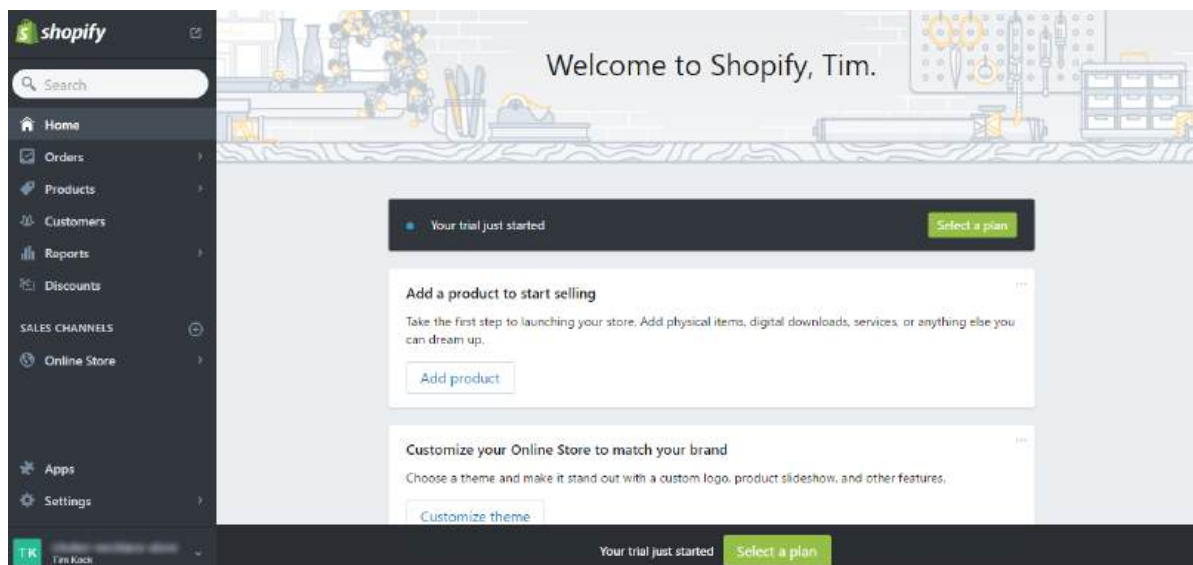 shopify
Search
Home
Orders
Products
Customers
Reports
Discounts
SALES CHANNELS
Online Store
Apps
Settings
TK
Tim Kock
Welcome to Shopify, Tim.
Your trial just started
Select a plan
Add a product to start selling
Take the first step to launching your store. Add physical items, digital downloads, services, or anything else you
can dream up.
Add product
Customize your Online Store to match your brand
Choose a theme and make it stand out with a custom logo, product slideshow, and other features.
Customize theme
Your trial just started
Select a plan